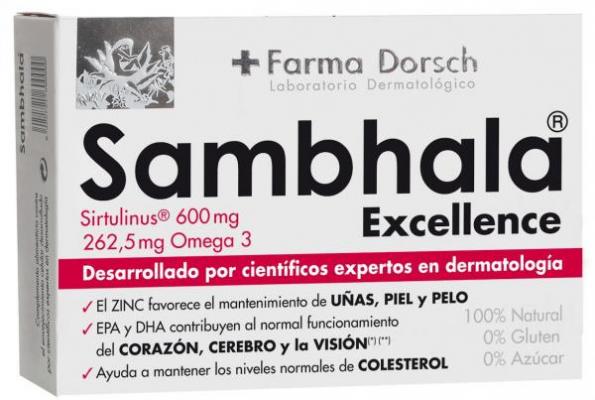 + Farma Dorsch
Laboratorio Dermatológico
Sambhala®
Excellence
Sirtulinus® 600 mg
262,5 mg Omega 3
Desarrollado por científicos expertos en dermatología
✓ El ZINC favorece el mantenimiento de UÑAS, PIEL y PELO
✓ EPA y DHA contribuyen al normal funcionamiento
del CORAZÓN, CEREBRO y la VISIÓN(*) (**)
✓ Ayuda a mantener los niveles normales de COLESTEROL
100% Natural
0% Gluten
0% Azúcar
Sambhala